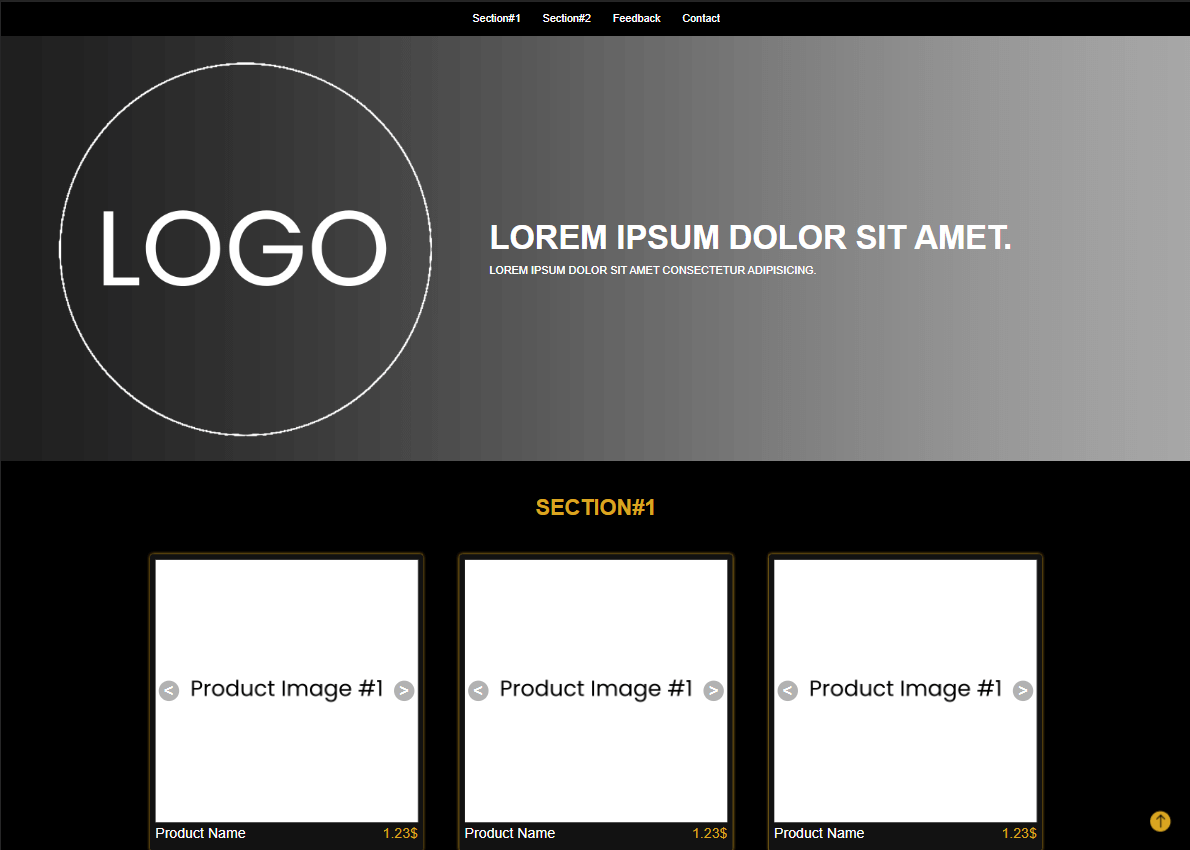 Section#1 Section#2 Feedback Contact
LOGO
LOREM IPSUM DOLOR SIT AMET.
LOREM IPSUM DOLOR SIT AMET CONSECTETUR ADIPISICING.
SECTION#1
< Product Image #1 > < Product Image #1 > < Product Image #1 >
Product Name 1.23$ Product Name 1.23$ Product Name 1.23$